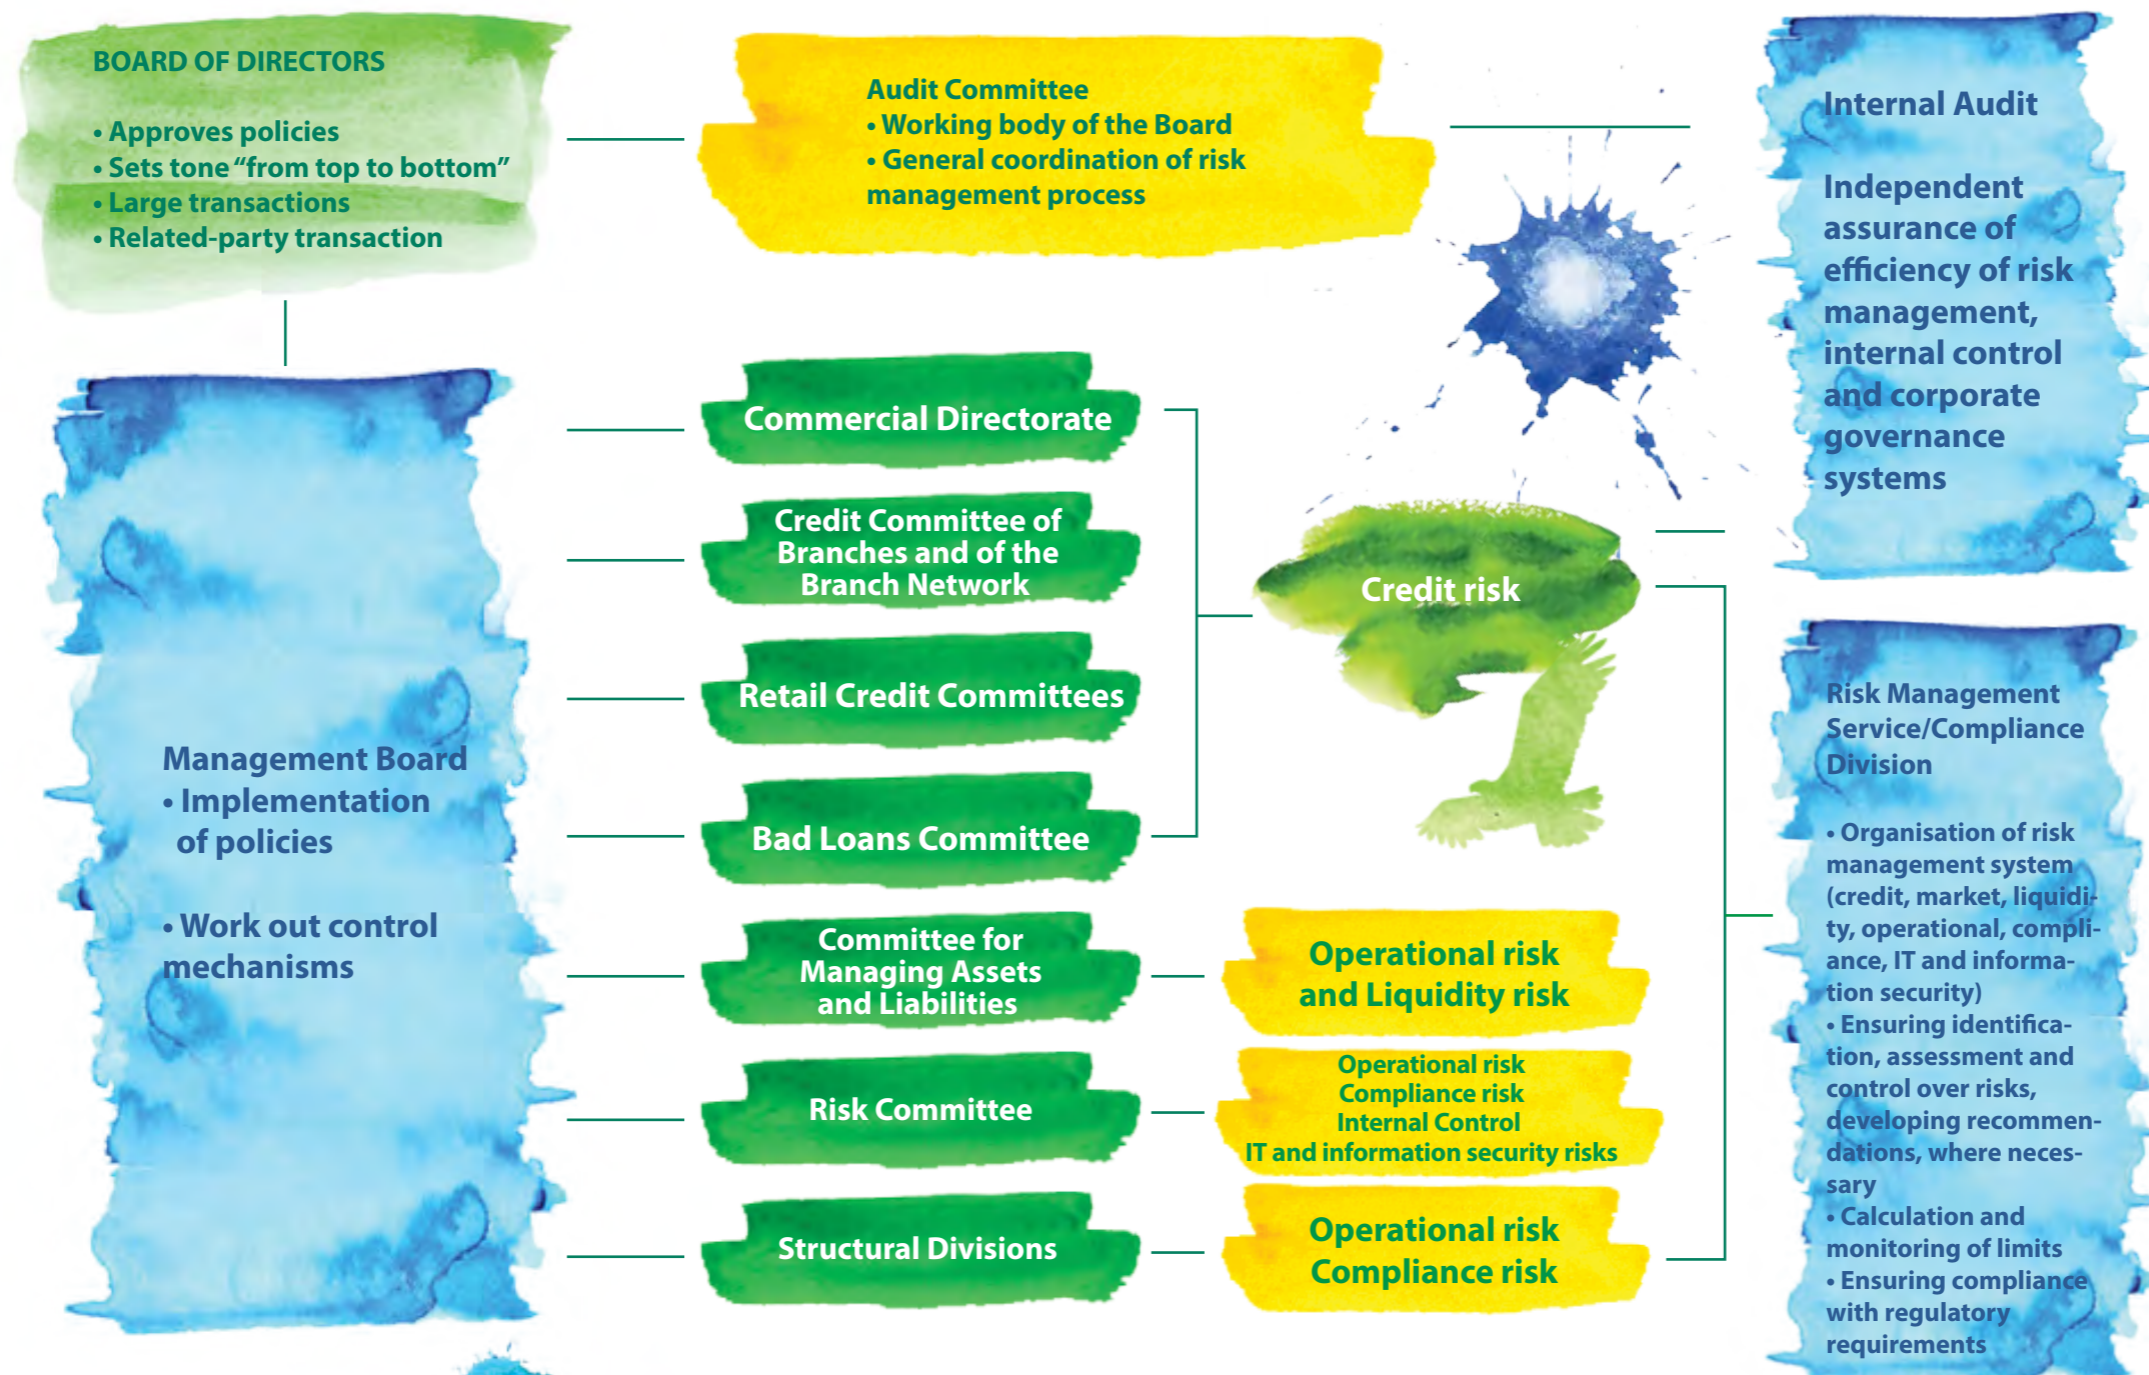 BOARD OF DIRECTORS
• Approves policies
• Sets tone “from top to bottom”
• Large transactions
• Related-party transaction
Audit Committee
• Working body of the Board
• General coordination of risk
management process
Internal Audit
Independent
assurance of
efficiency of risk
management,
internal control
and corporate
governance
systems
Management Board
• Implementation
of policies
• Work out control
mechanisms
Commercial Directorate
Credit Committee of
Branches and of the
Branch Network
Retail Credit Committees
Bad Loans Committee
Committee for
Managing Assets
and Liabilities
Risk Committee
Structural Divisions
Credit risk
Operational risk
and Liquidity risk
Operational risk
Compliance risk
Internal Control
IT and information security risks
Operational risk
Compliance risk
Risk Management
Service/Compliance
Division
• Organisation of risk
management system
(credit, market, liquidi-
ty, operational, compli-
ance, IT and informa-
tion security)
• Ensuring identifica-
tion, assessment and
control over risks,
developing recommen-
dations, where neces-
sary
• Calculation and
monitoring of limits
• Ensuring compliance
with regulatory
requirements